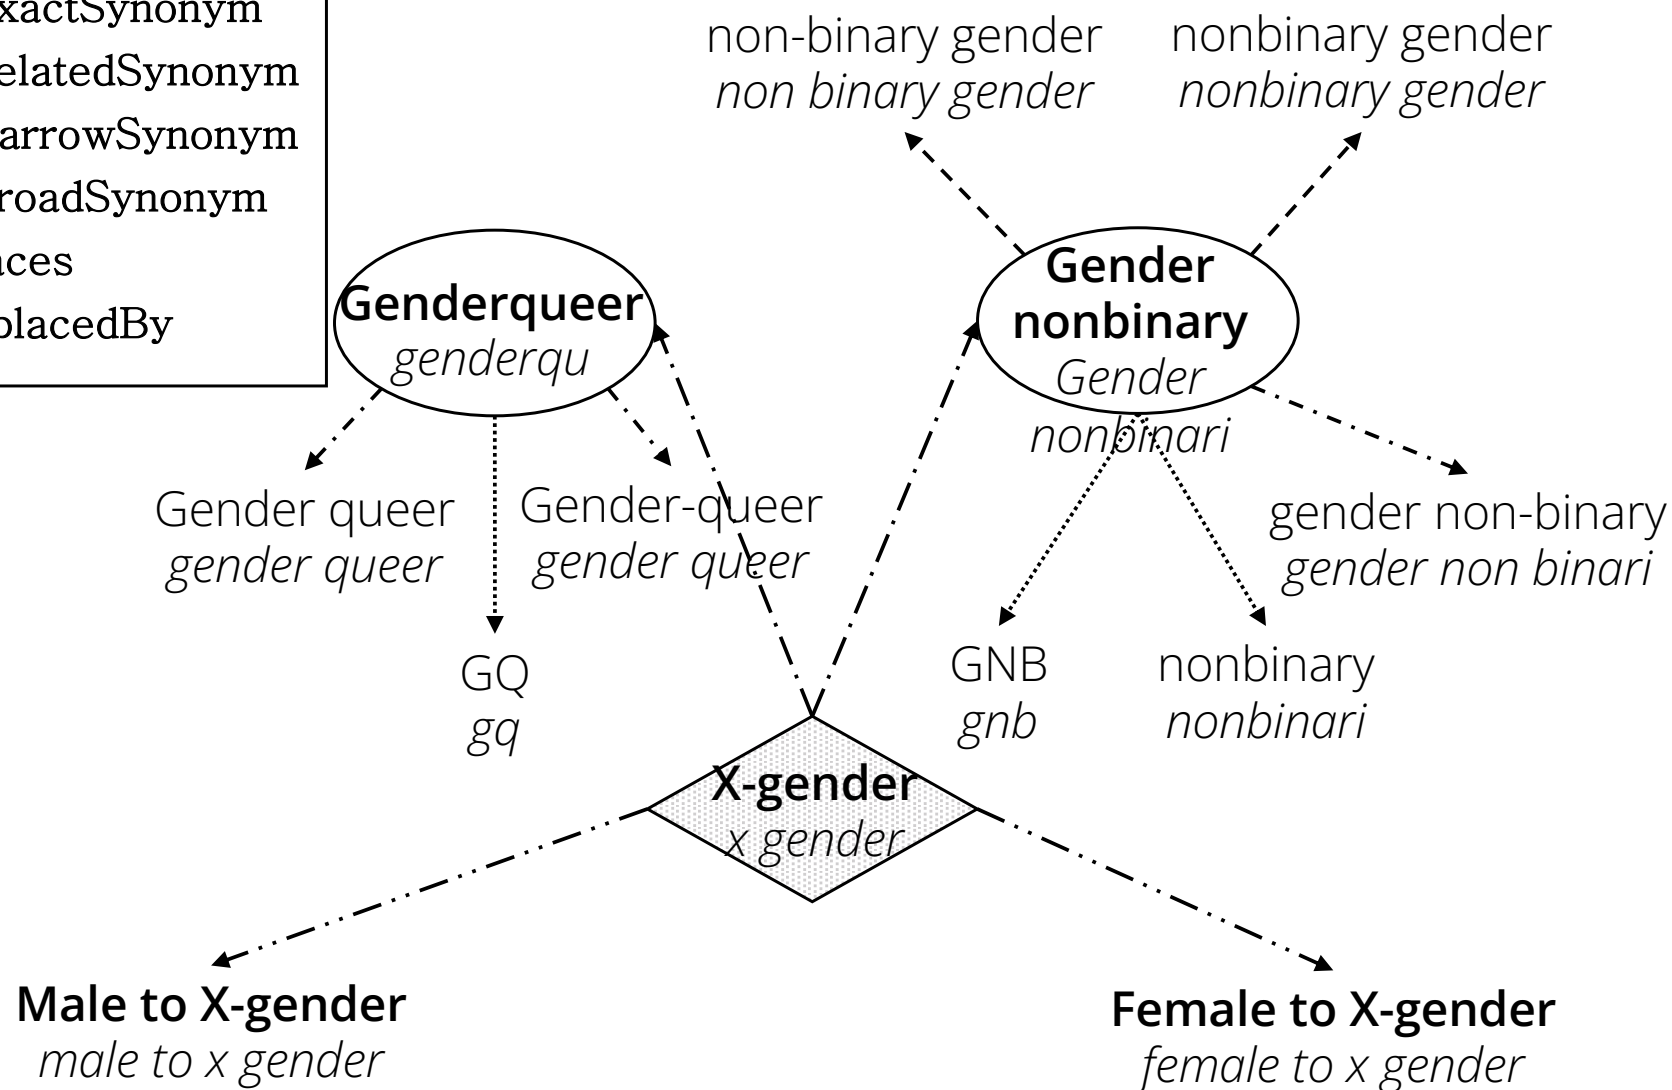 xactSynonym
elatedSynonym
arrowSynonym
roadSynonym
aces
placedBy
non-binary gender
non binary gender
nonbinary gender
nonbinary gender
Genderqueer
genderqu
Gender
nonbinary
Gender
nonbinari
Gender queer
gender queer
Gender-queer
gender queer
gender non-binary
gender non binari
GQ
gq
GNB
gnb
nonbinary
nonbinari
X-gender
x gender
Male to X-gender
male to x gender
Female to X-gender
female to x gender